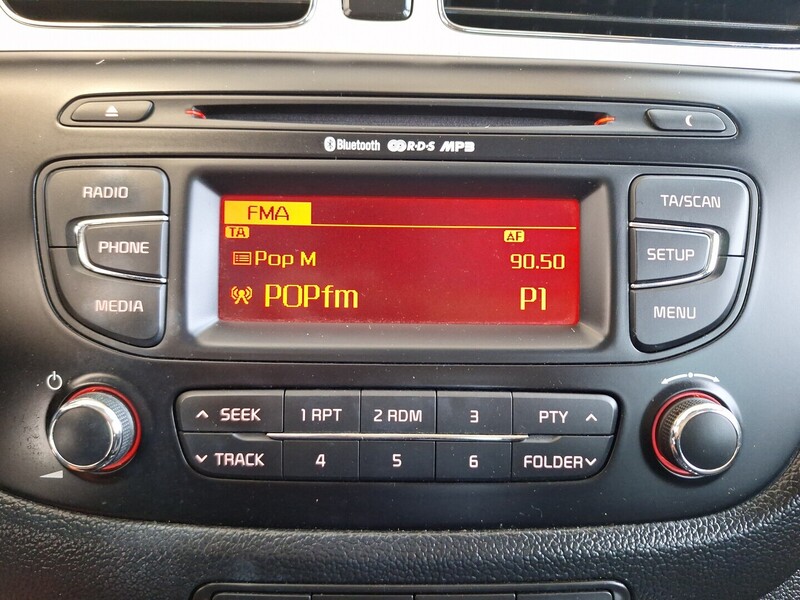 Bluetooth R·D·S MP3
RADIO
PHONE
MEDIA
FMA
TA AF
Pop M 90.50
POPfm P1
TA/SCAN
SETUP
MENU
SEEK 1 RPT 2 RDM 3 PTY
TRACK 4 5 6 FOLDER